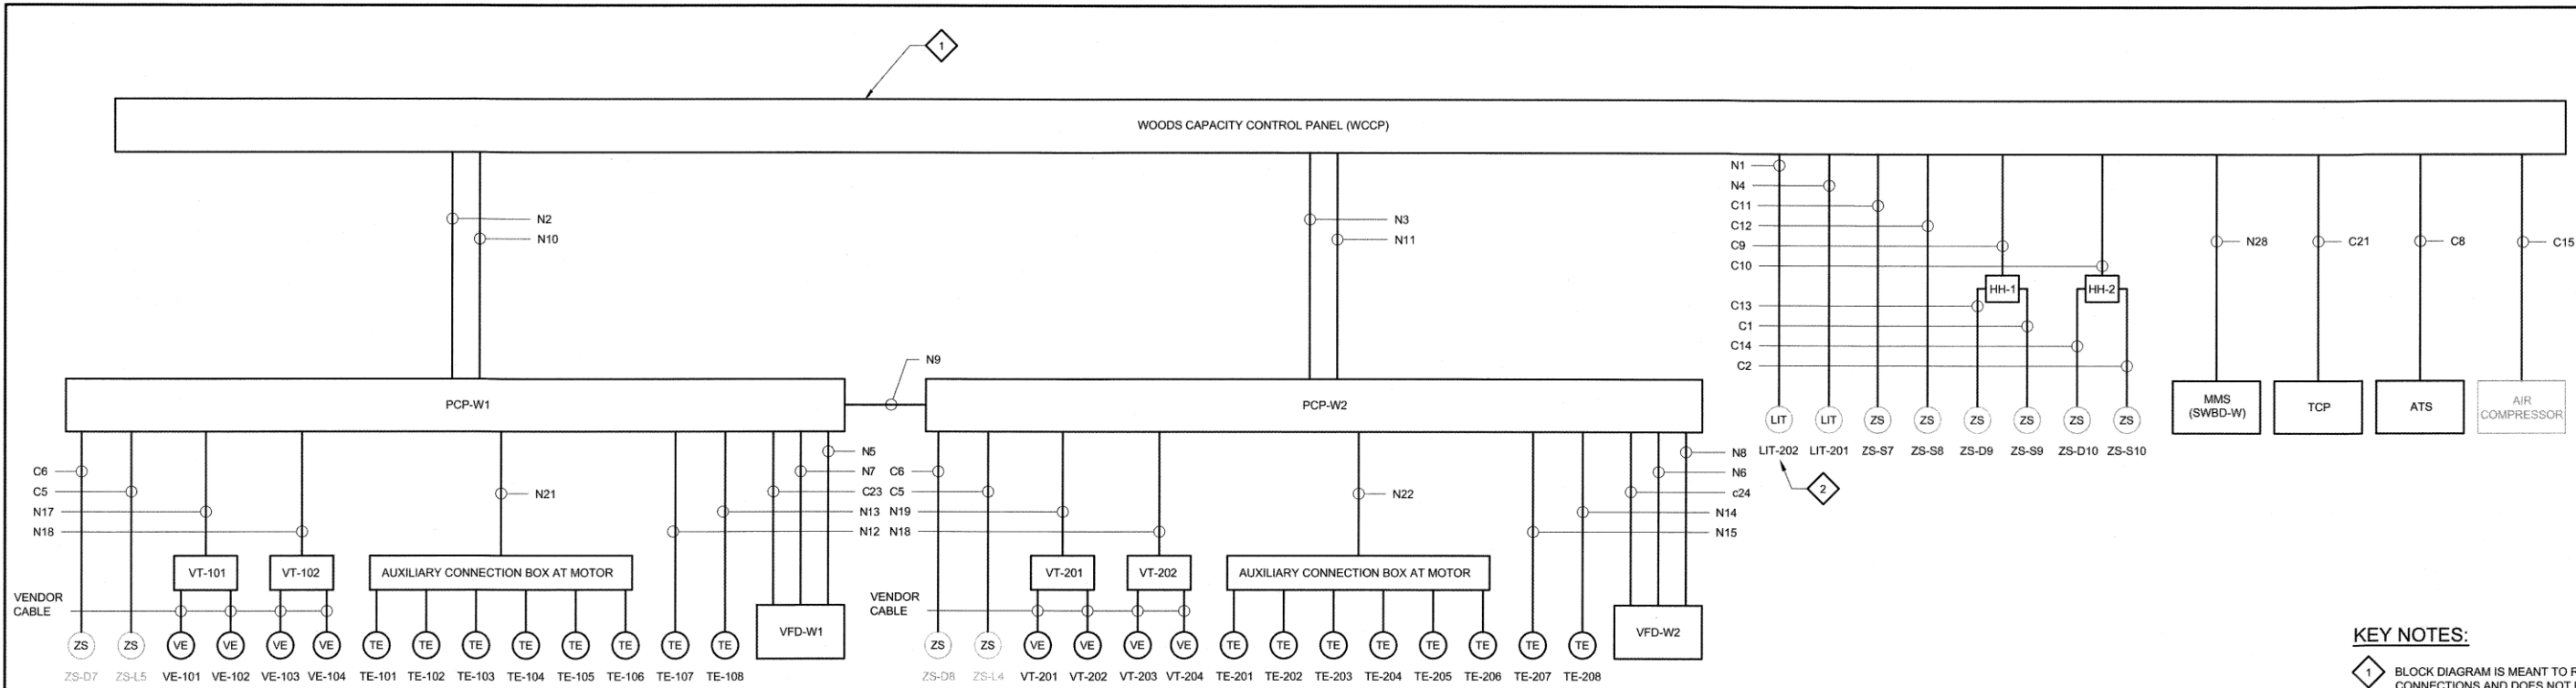 1
WOODS CAPACITY CONTROL PANEL (WCCP)
N1
N4
C11
C12
C9
C10
C13
C1
C14
C2
N2
N10
N3
N11
N28
C21
C8
C15
HH-1
HH-2
N9
PCP-W1
PCP-W2
LIT
LIT
ZS
ZS
ZS
ZS
ZS
ZS
LIT-202
LIT-201
ZS-S7
ZS-S8
ZS-D9
ZS-S9
ZS-D10
ZS-S10
MMS
(SWBD-W)
TCP
ATS
AIR
COMPRESSOR
2
C6
C5
N17
N18
N21
N5
N7
C23
N13
N12
C6
C5
N19
N18
N22
N8
N6
c24
N14
N15
VT-101
VT-102
AUXILIARY CONNECTION BOX AT MOTOR
VT-201
VT-202
AUXILIARY CONNECTION BOX AT MOTOR
VENDOR
CABLE
VENDOR
CABLE
VFD-W1
VFD-W2
ZS
ZS
VE
VE
VE
VE
TE
TE
TE
TE
TE
TE
TE
TE
ZS
ZS
VE
VE
VE
VE
TE
TE
TE
TE
TE
TE
TE
TE
ZS-D7
ZS-L5
VE-101
VE-102
VE-103
VE-104
TE-101
TE-102
TE-103
TE-104
TE-105
TE-106
TE-107
TE-108
ZS-D8
ZS-L4
VT-201
VT-202
VT-203
VT-204
TE-201
TE-202
TE-203
TE-204
TE-205
TE-206
TE-207
TE-208
KEY NOTES:
1
BLOCK DIAGRAM IS MEANT TO
CONNECTIONS AND DOES NOT